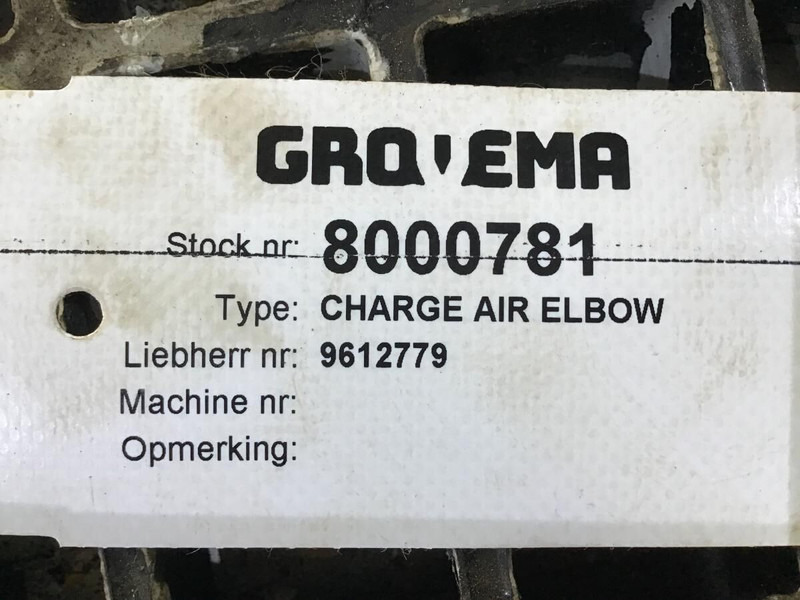 GROVEMA
Stock nr: 8000781
Type: CHARGE AIR ELBOW
Liebherr nr: 9612779
Machine nr:
Opmerking: